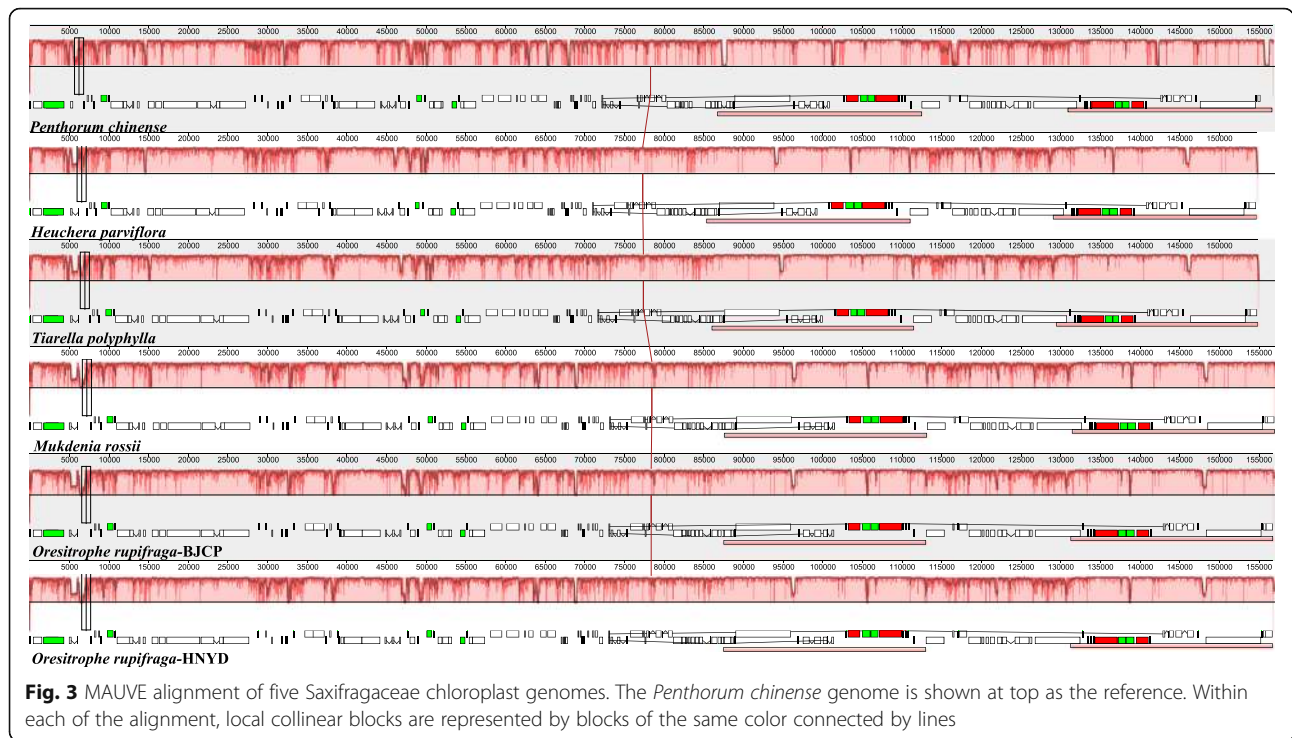 5000 10000 15000 20000 25000 30000 35000 40000 45000 50000 55000 60000 65000 70000 75000 80000 85000 90000 95000 100000 105000 110000 115000 120000 125000 130000 135000 140000 145000 150000 155000
Penthorum chinense
5000 10000 15000 20000 25000 30000 35000 40000 45000 50000 55000 60000 65000 70000 75000 80000 85000 90000 95000 100000 105000 110000 115000 120000 125000 130000 135000 140000 145000 150000
Heuchera parviflora
5000 10000 15000 20000 25000 30000 35000 40000 45000 50000 55000 60000 65000 70000 75000 80000 85000 90000 95000 100000 105000 110000 115000 120000 125000 130000 135000 140000 145000 150000
Tiarella polyphylla
5000 10000 15000 20000 25000 30000 35000 40000 45000 50000 55000 60000 65000 70000 75000 80000 85000 90000 95000 100000 105000 110000 115000 120000 125000 130000 135000 140000 145000 150000 155000
Mukdenia rossii
5000 10000 15000 20000 25000 30000 35000 40000 45000 50000 55000 60000 65000 70000 75000 80000 85000 90000 95000 100000 105000 110000 115000 120000 125000 130000 135000 140000 145000 150000 155000
Oresitrophe rupifraga-BJCP
5000 10000 15000 20000 25000 30000 35000 40000 45000 50000 55000 60000 65000 70000 75000 80000 85000 90000 95000 100000 105000 110000 115000 120000 125000 130000 135000 140000 145000 150000 155000
Oresitrophe rupifraga-HNYD
Fig. 3 MAUVE alignment of five Saxifragaceae chloroplast genomes. The Penthorum chinense genome is shown at top as the reference. Within
each of the alignment, local collinear blocks are represented by blocks of the same color connected by lines